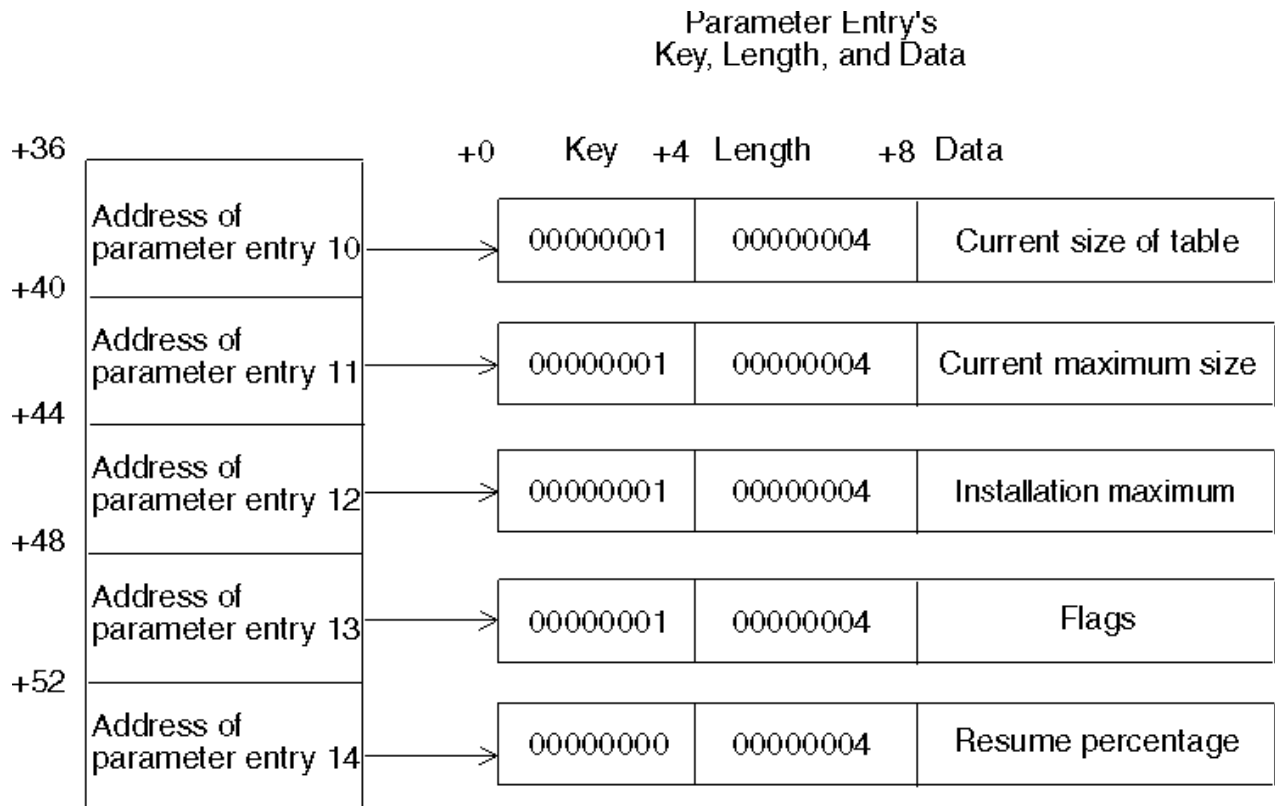 Parameter Entry's
Key, Length, and Data
+36
+0 Key +4 Length +8 Data
Address of
parameter entry 10
00000001 00000004 Current size of table
+40
Address of
parameter entry 11
00000001 00000004 Current maximum size
+44
Address of
parameter entry 12
00000001 00000004 Installation maximum
+48
Address of
parameter entry 13
00000001 00000004 Flags
+52
Address of
parameter entry 14
00000000 00000004 Resume percentage